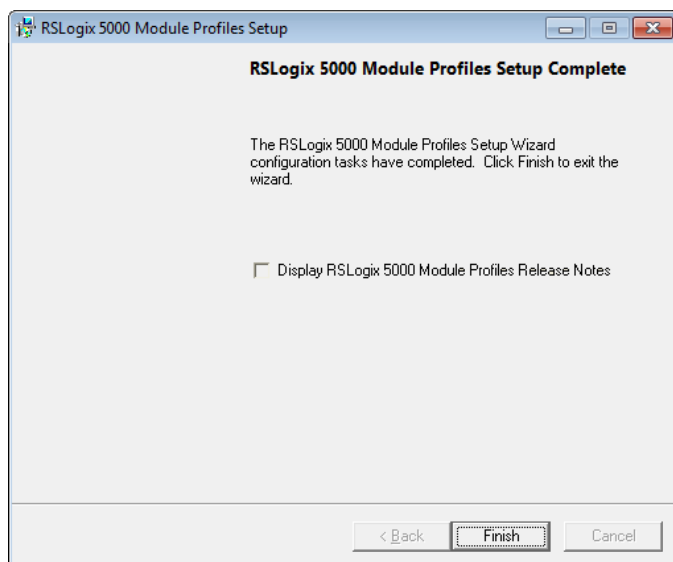 RSLogix 5000 Module Profiles Setup
RSLogix 5000 Module Profiles Setup Complete
The RSLogix 5000 Module Profiles Setup Wizard
configuration tasks have completed. Click Finish to exit the
wizard.
Display RSLogix 5000 Module Profiles Release Notes
< Back
Finish
Cancel